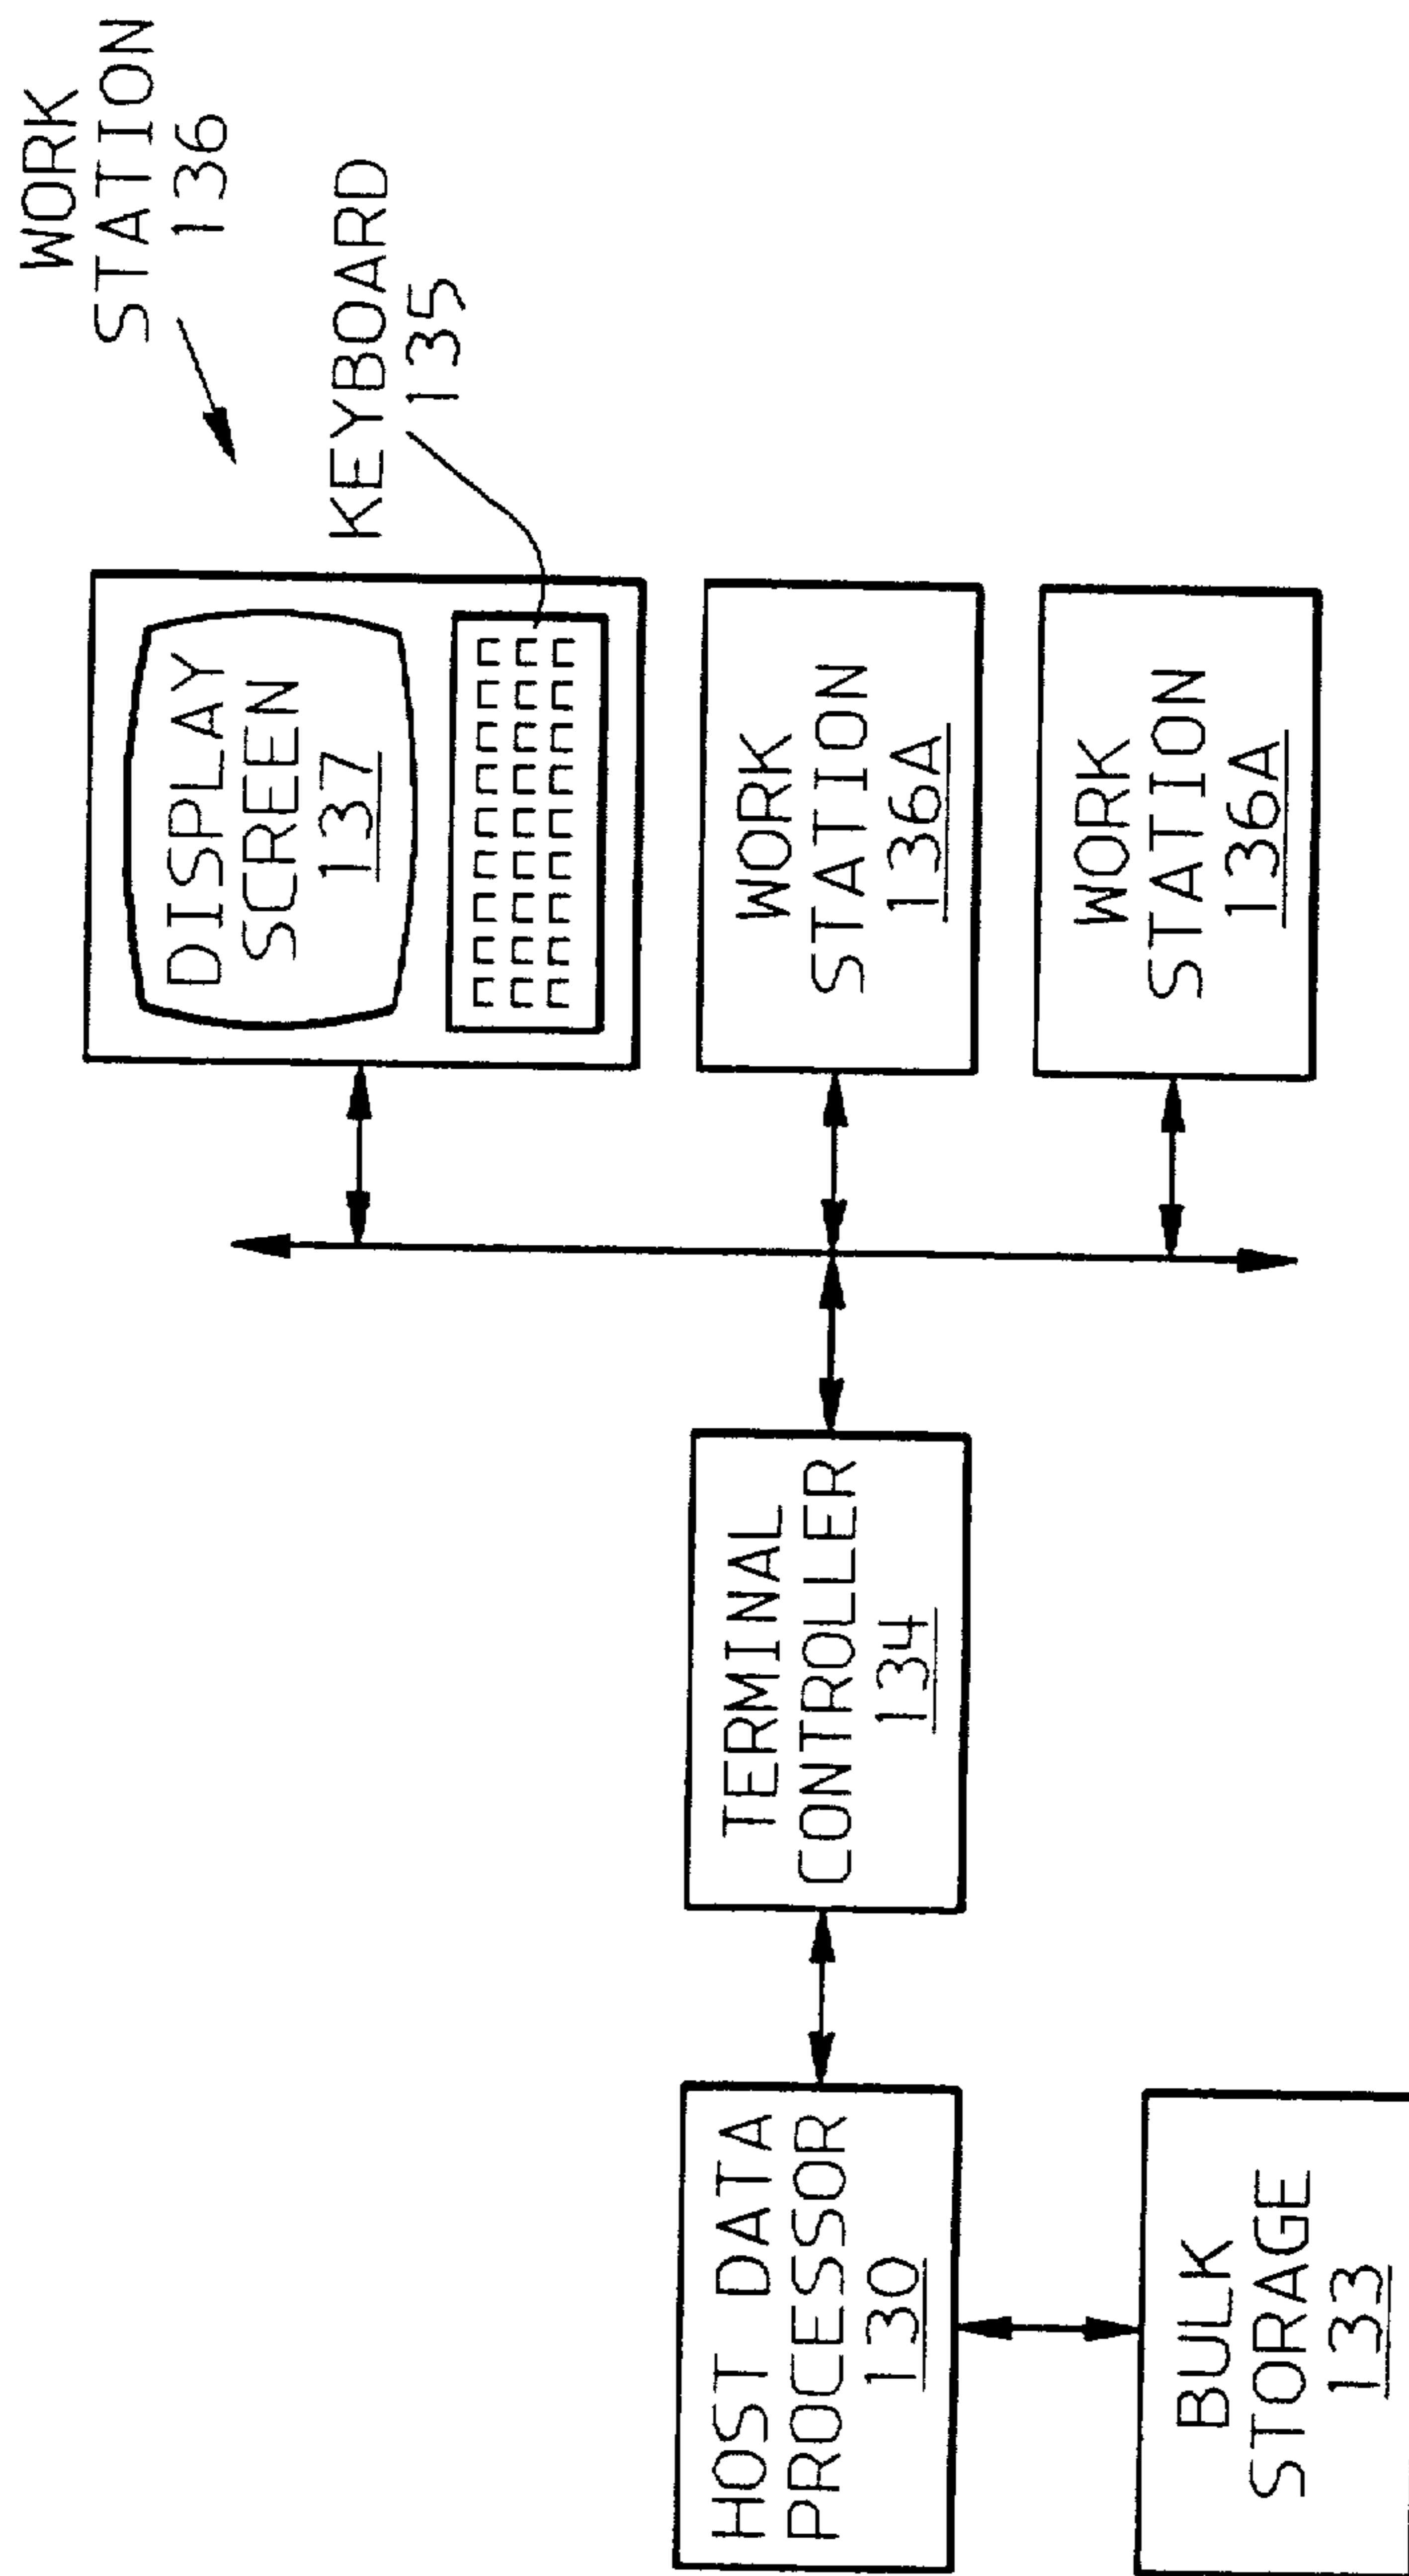 WORK
STATION
136
KEYBOARD
135
DISPLAY
SCREEN
137
WORK
STATION
136A
WORK
STATION
136A
TERMINAL
CONTROLLER
134
HOST DATA
PROCESSOR
130
BULK
STORAGE
133